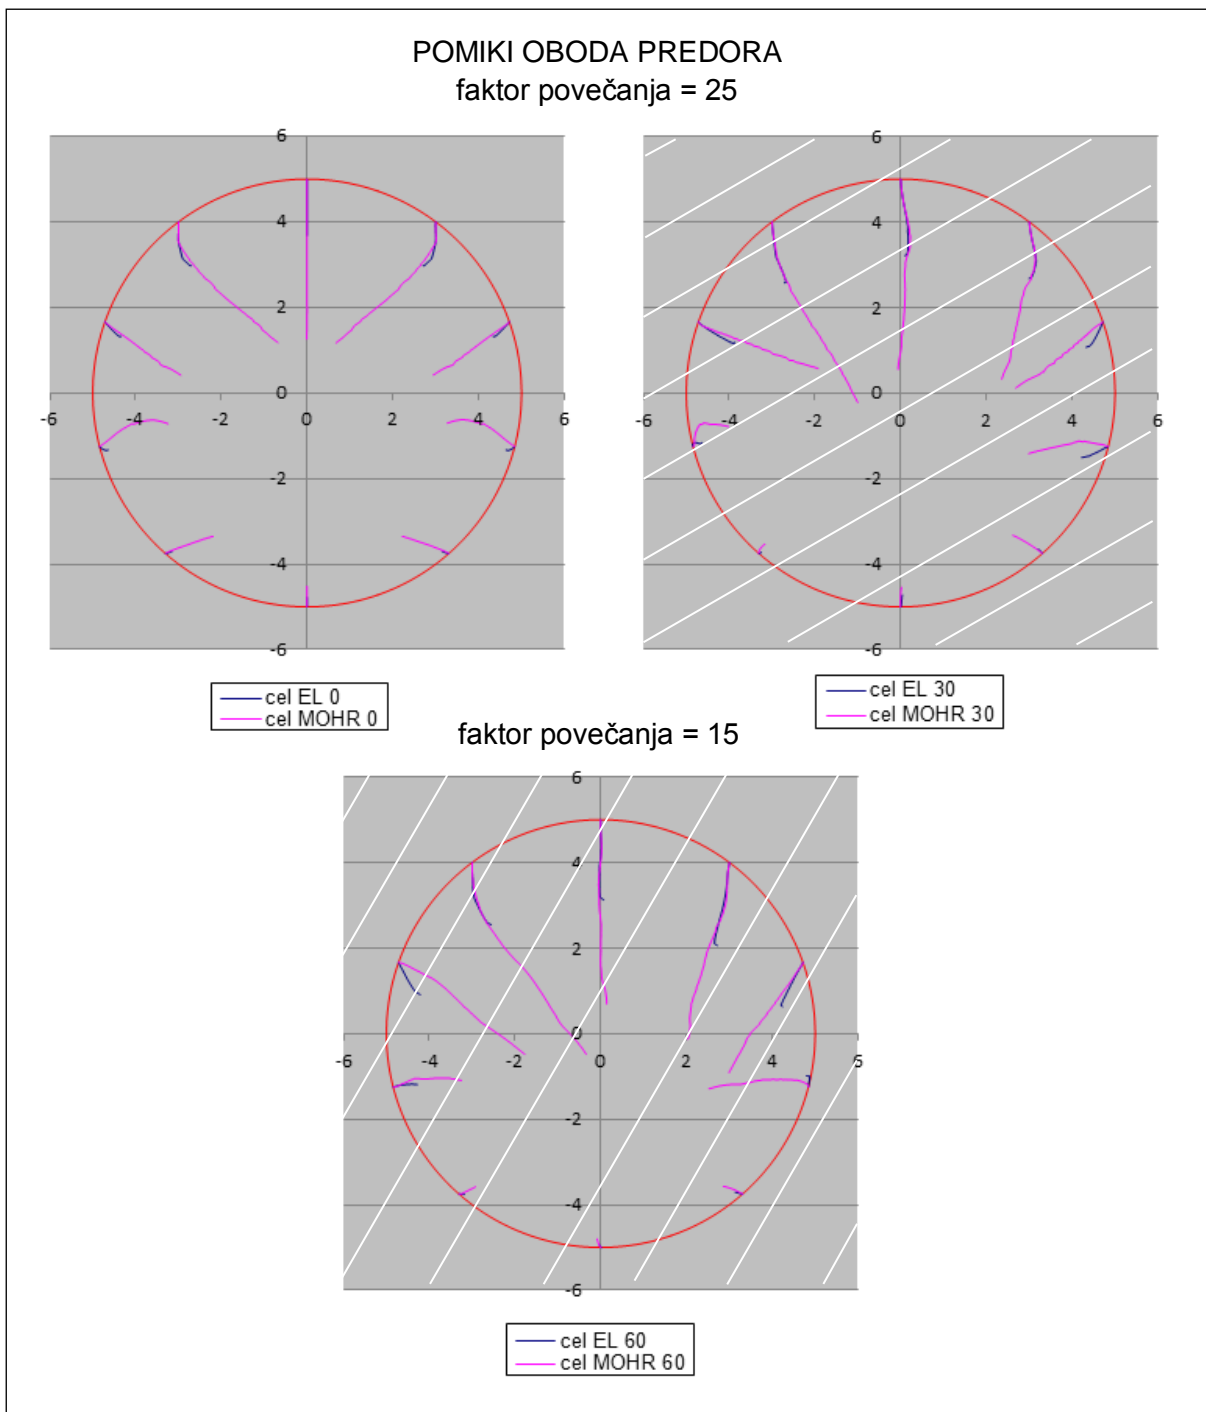 POMIKI OBODA PREDORA
faktor povečanja = 25
6
4
2
0
-2
-4
-6
-6 -4 -2 0 2 4 6
cel EL 0
cel MOHR 0
6
4
2
0
-2
-4
-6
-6 -4 -2 0 2 4 6
cel EL 30
cel MOHR 30
faktor povečanja = 15
6
4
2
0
-2
-4
-6
-6 -4 -2 0 2 4 6
cel EL 60
cel MOHR 60